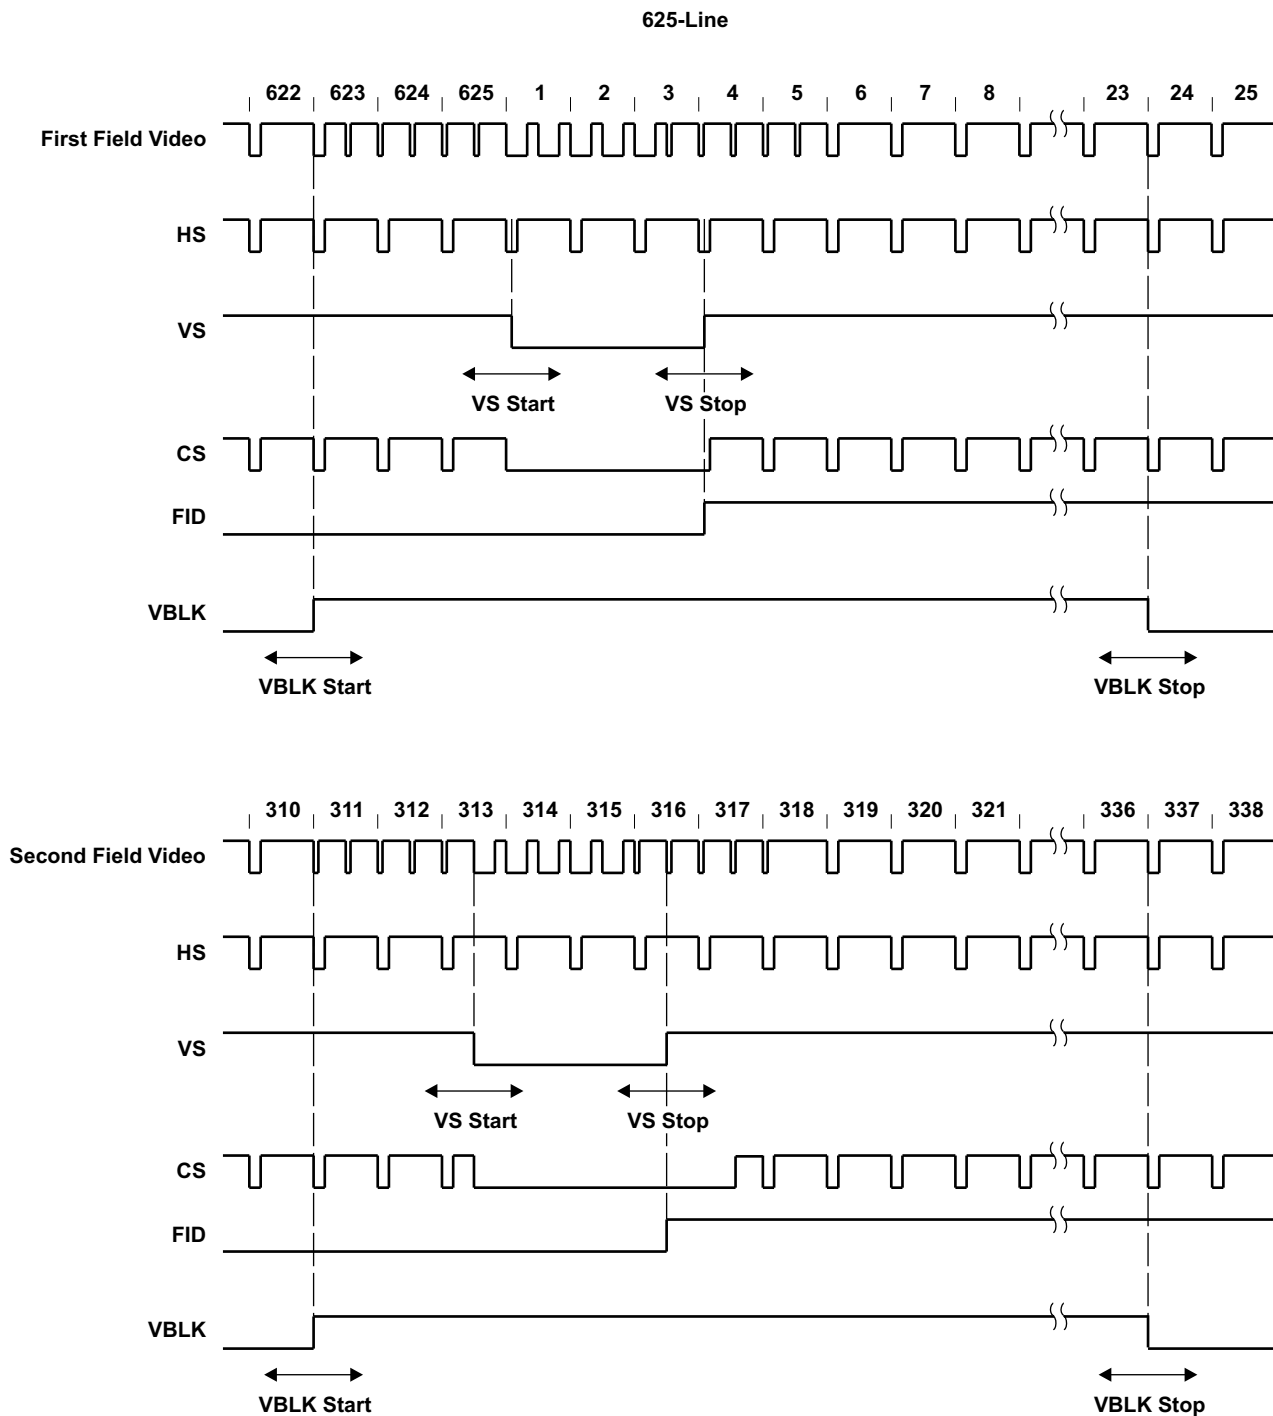 625-Line
622 623 624 625 1 2 3 4 5 6 7 8 23 24 25
First Field Video
HS
VS
VS Start VS Stop
CS
FID
VBLK
VBLK Start VBLK Stop
310 311 312 313 314 315 316 317 318 319 320 321 336 337 338
Second Field Video
HS
VS
VS Start VS Stop
CS
FID
VBLK
VBLK Start VBLK Stop